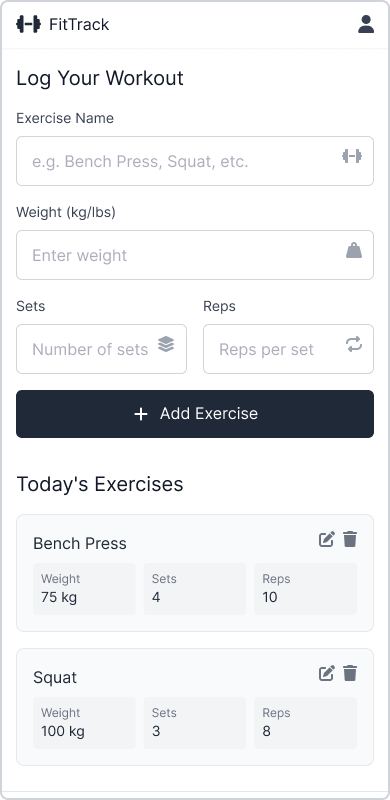 FitTrack
Log Your Workout
Exercise Name
e.g. Bench Press, Squat, etc.
Weight (kg/lbs)
Enter weight
Sets
Reps
Number of sets
Reps per set
+ Add Exercise
Today's Exercises
Bench Press
Weight
Sets
Reps
75 kg
4
10
Squat
Weight
Sets
Reps
100 kg
3
8